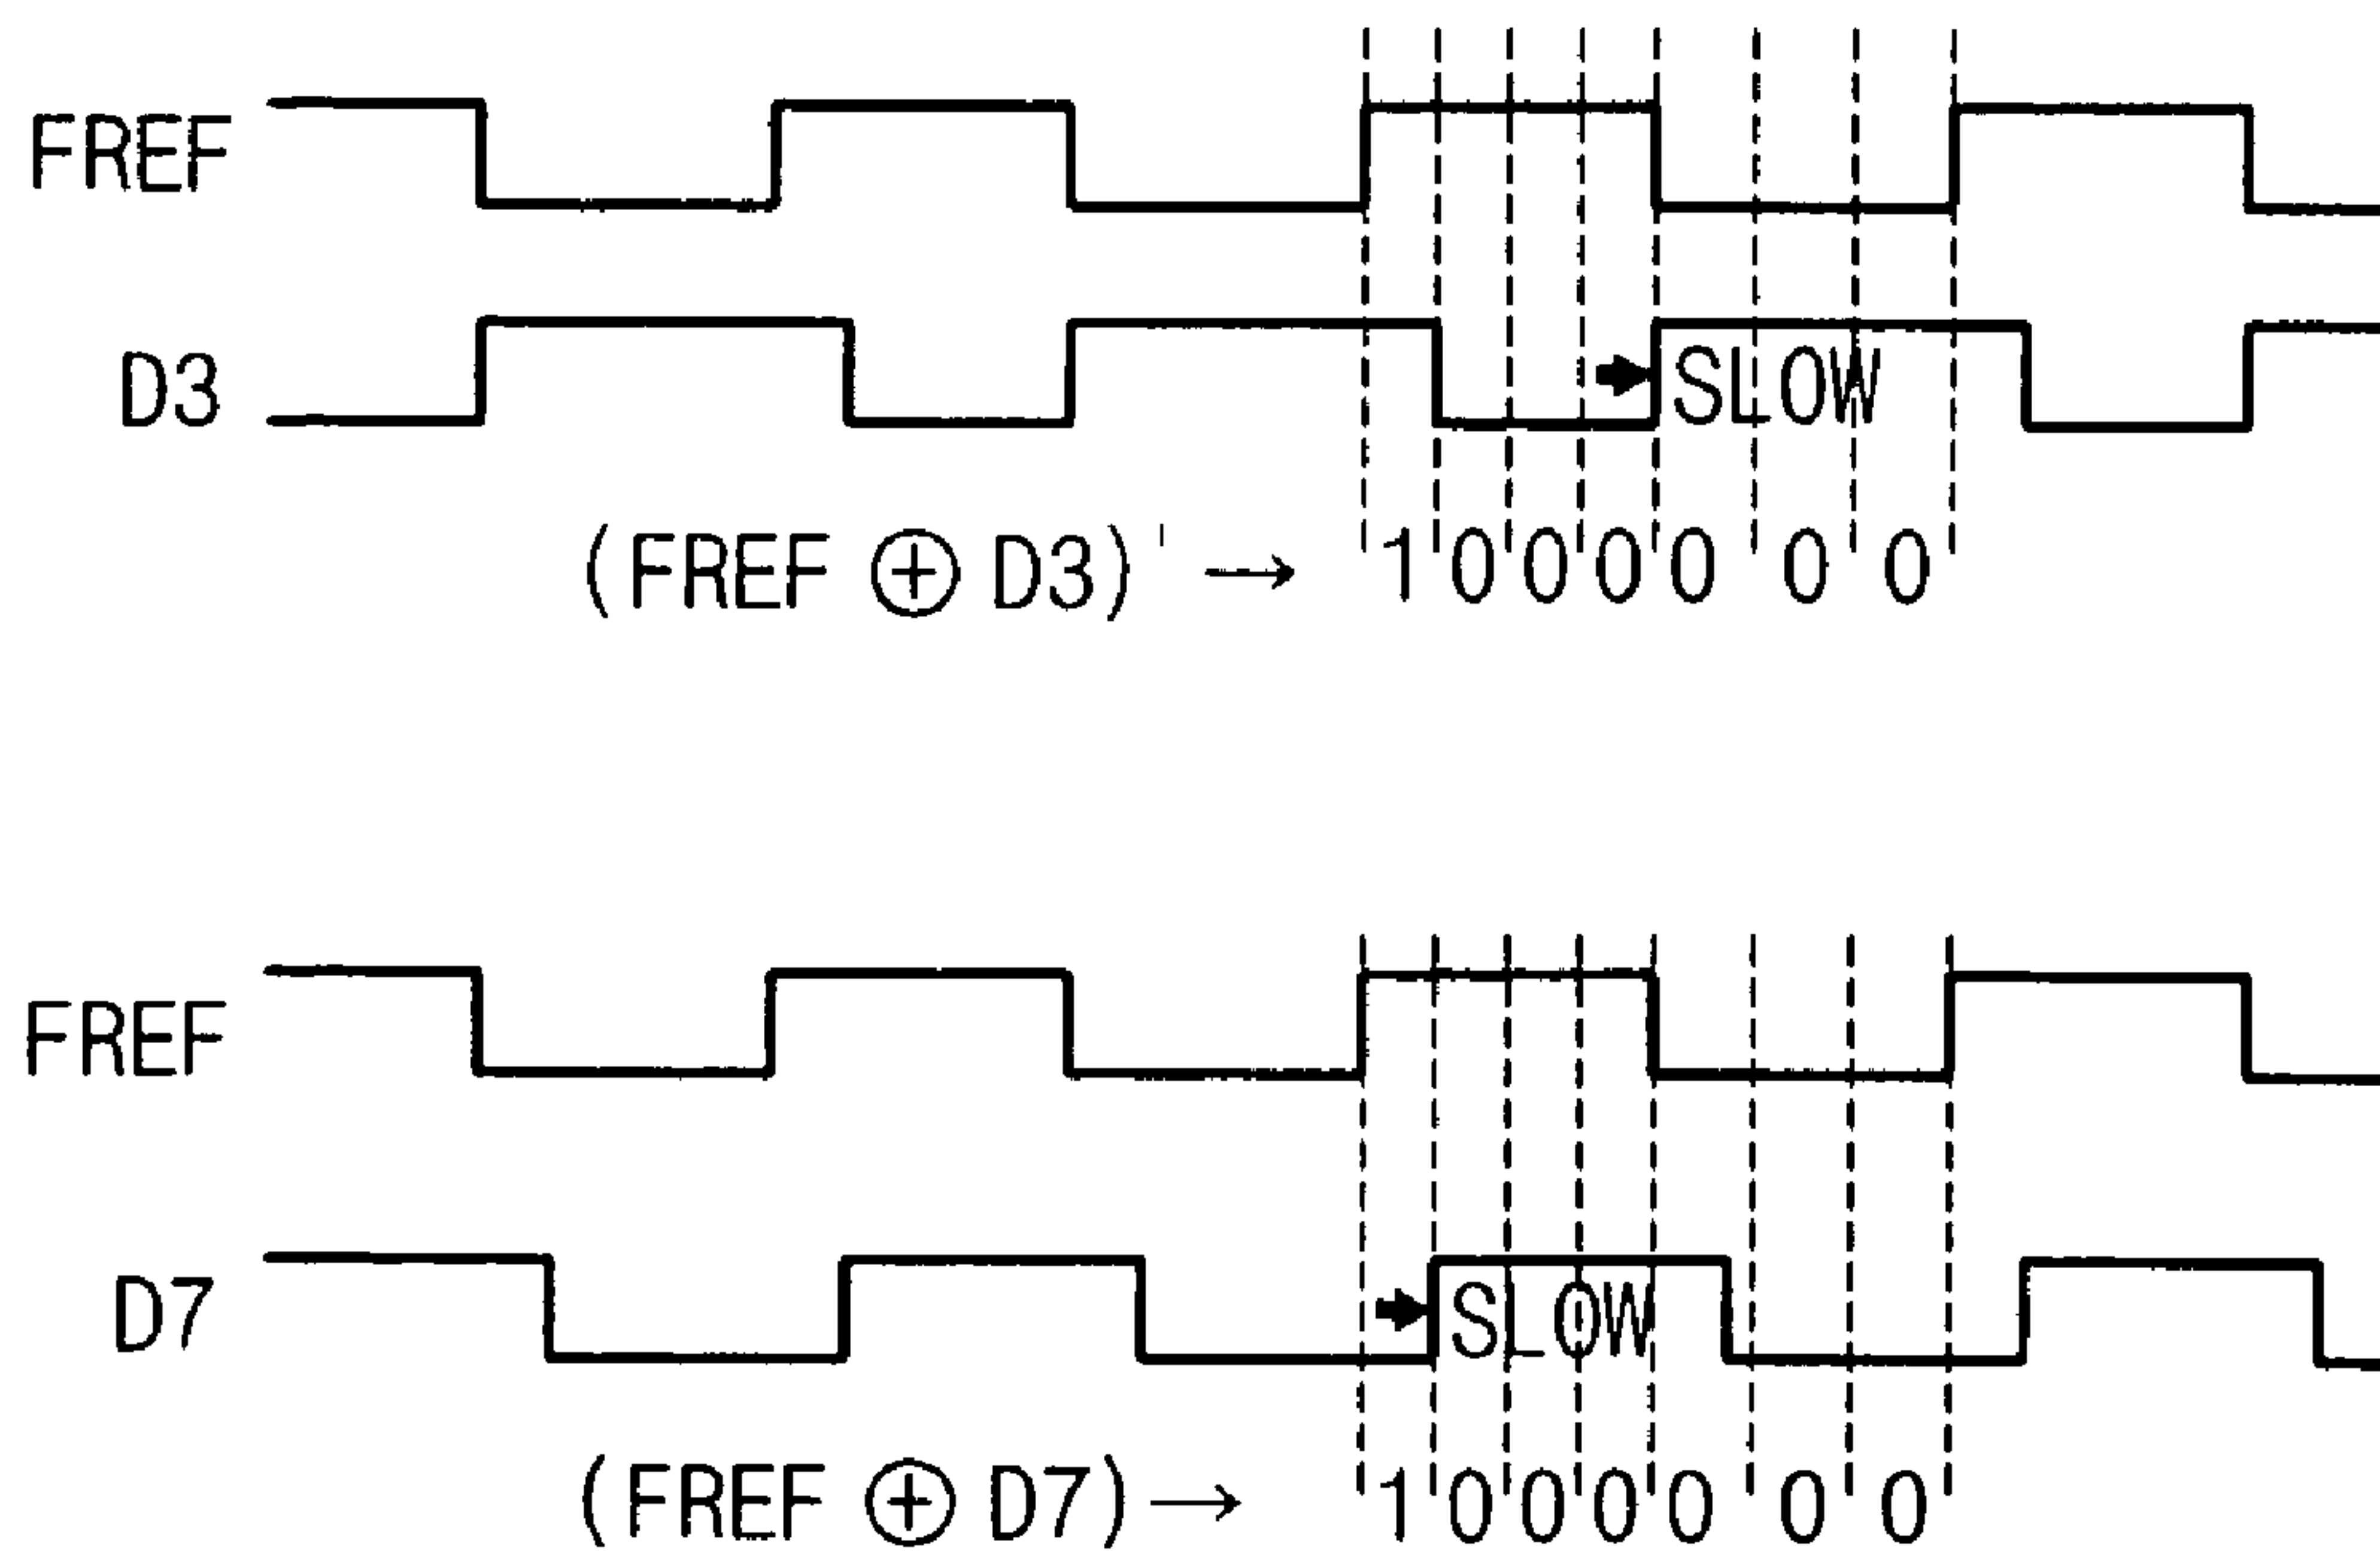 FREF
D3
SLOW
(FREF ⊕ D3)' → 1 0 0 0 0 0 0
FREF
D7
SLOW
(FREF ⊕ D7) → 1 0 0 0 0 0 0